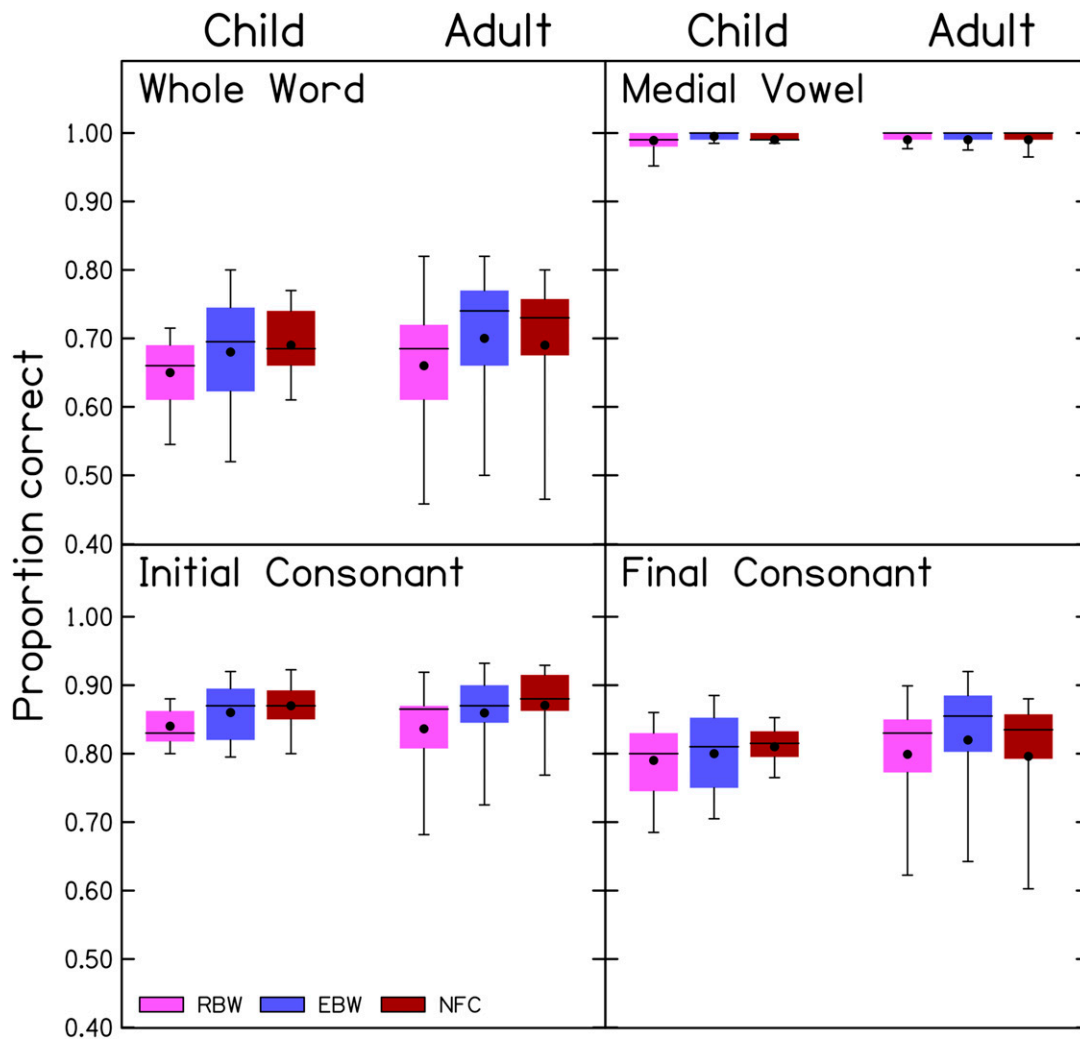 Child Adult Child Adult
Whole Word Medial Vowel
1.00
0.90
0.80
0.70
0.60
0.50
0.40
Proportion correct
Initial Consonant Final Consonant
1.00
0.90
0.80
0.70
0.60
0.50
0.40
RBW EBW NFC